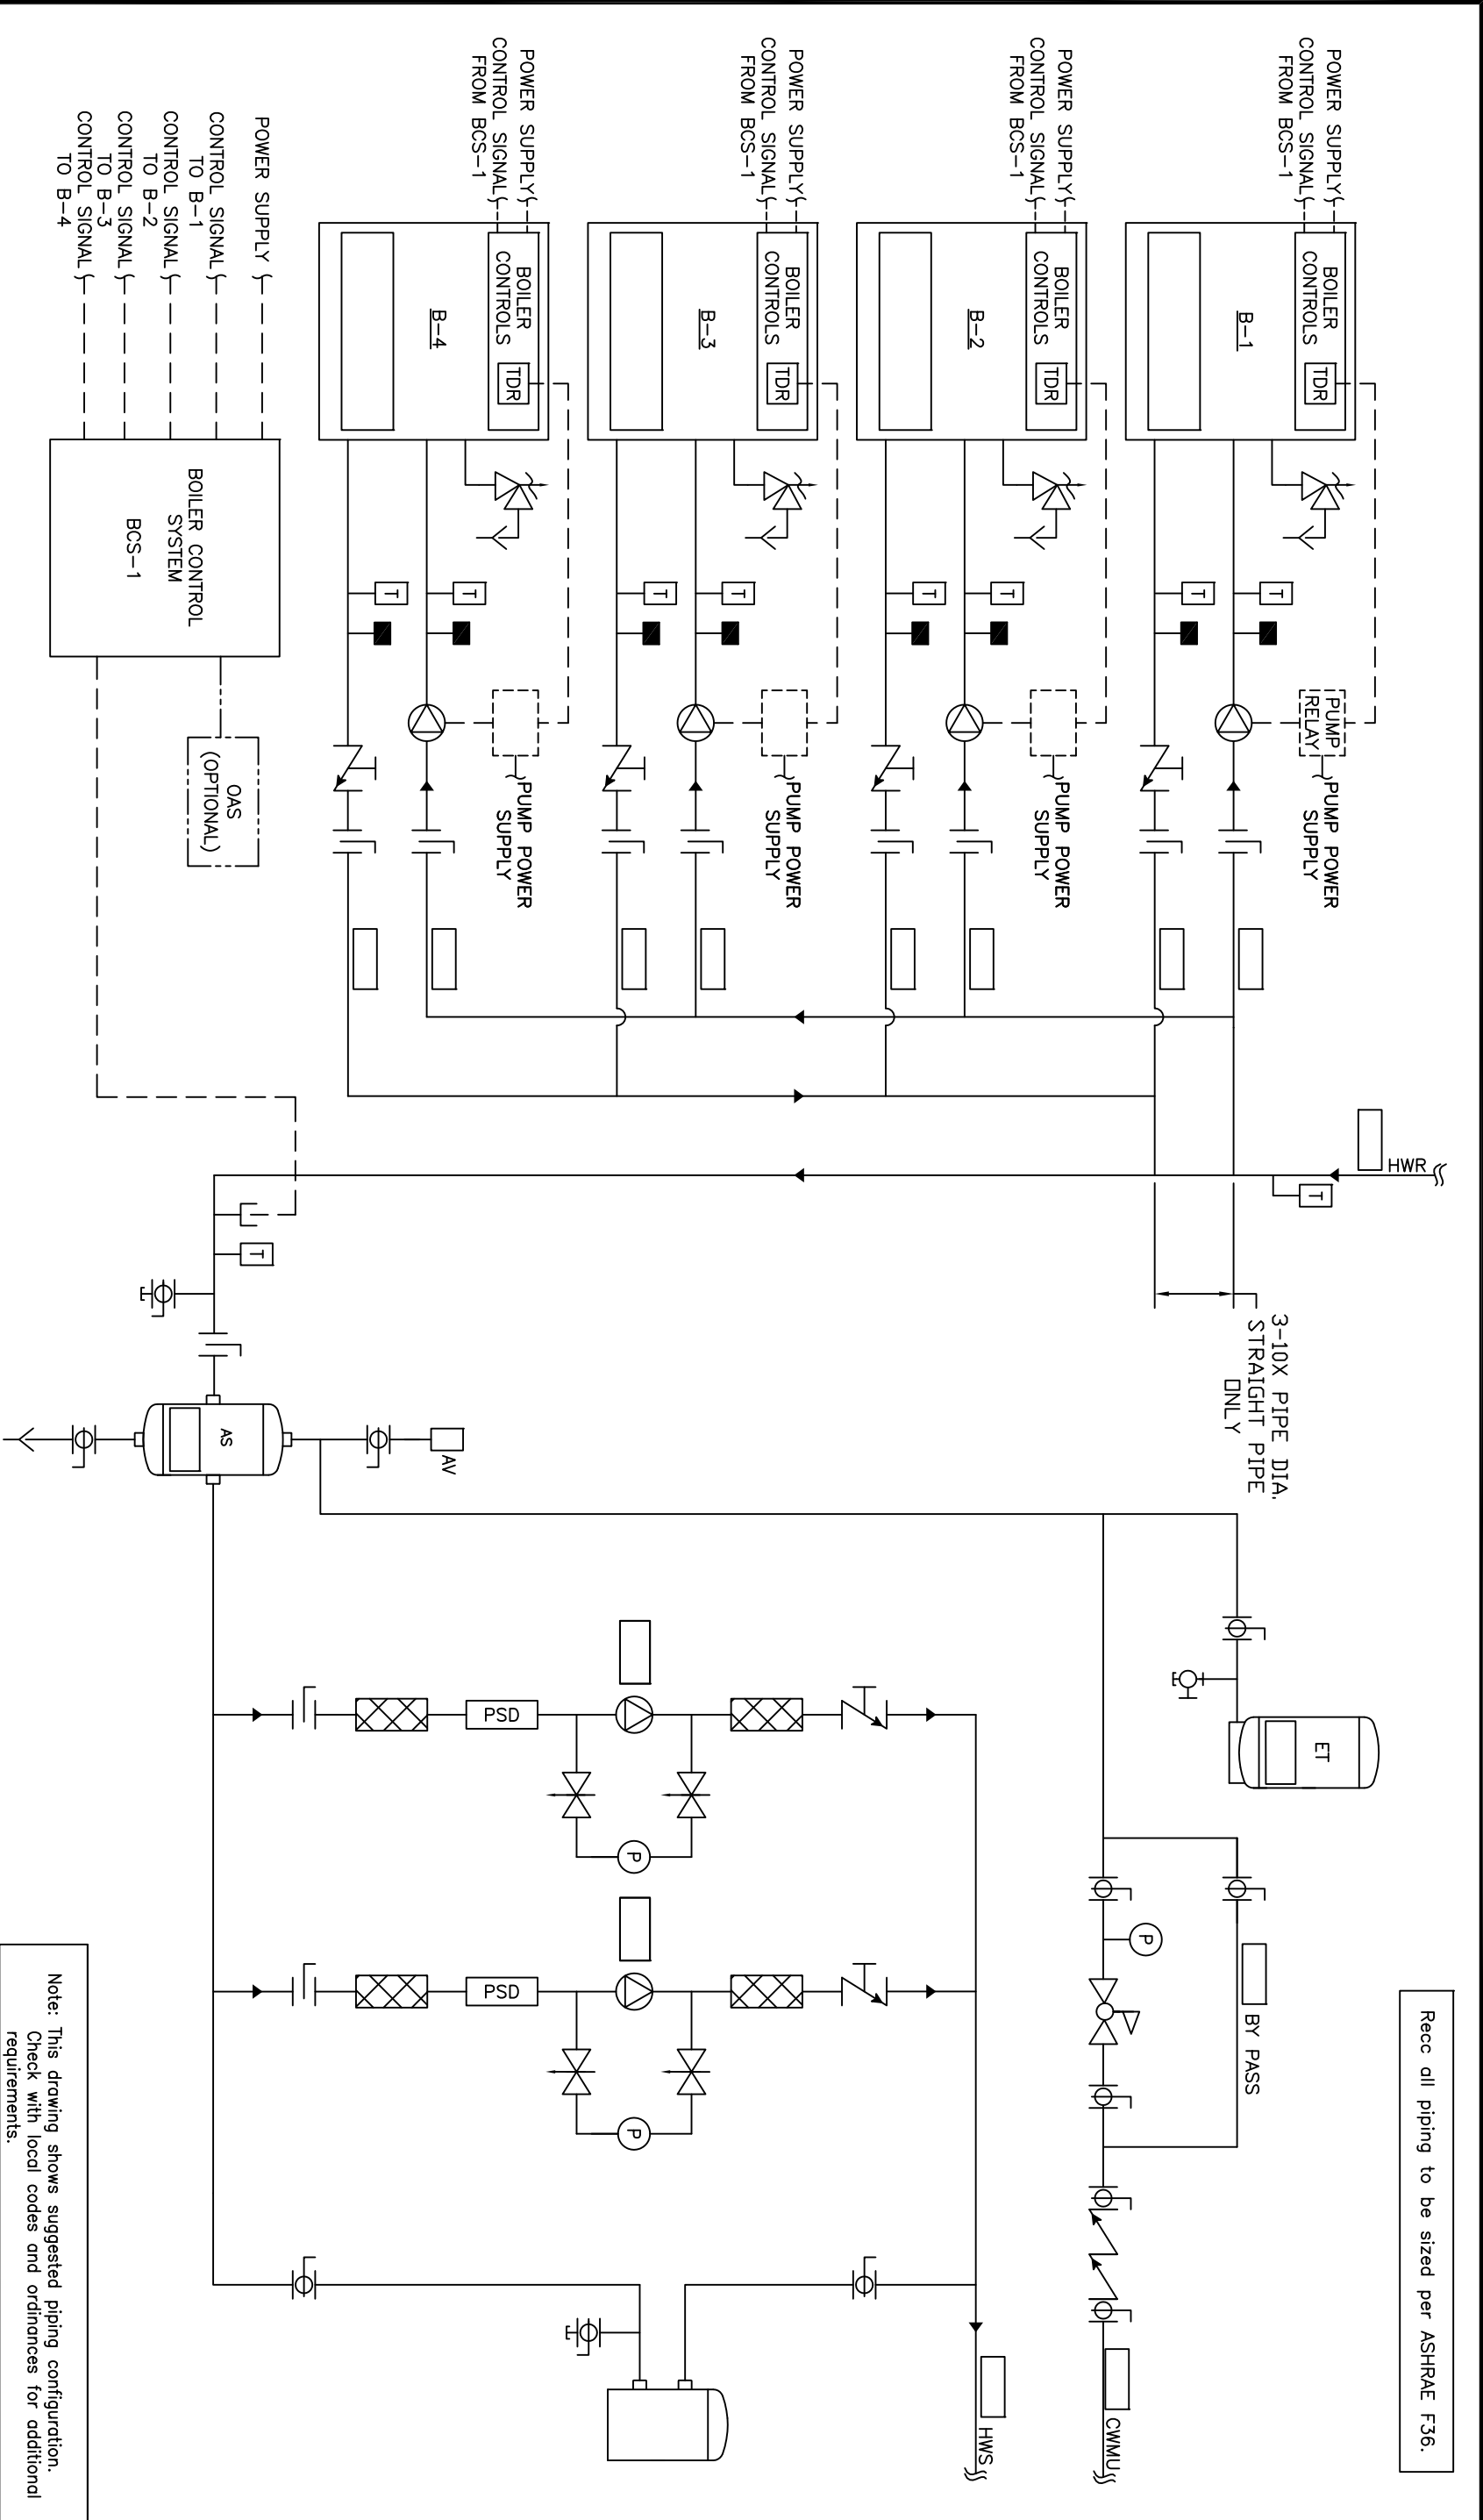 POWER SUPPLY
CONTROL SIGNAL
FROM BCS-1
BOILER
CONTROLS
TDR
B-1
T
T
PUMP
RELAY
PUMP POWER
SUPPLY
POWER SUPPLY
CONTROL SIGNAL
FROM BCS-1
BOILER
CONTROLS
TDR
B-2
T
T
PUMP POWER
SUPPLY
POWER SUPPLY
CONTROL SIGNAL
FROM BCS-1
BOILER
CONTROLS
TDR
B-3
T
T
PUMP POWER
SUPPLY
POWER SUPPLY
CONTROL SIGNAL
FROM BCS-1
BOILER
CONTROLS
TDR
B-4
T
T
PUMP POWER
SUPPLY
POWER SUPPLY
CONTROL SIGNAL
TO B-1
CONTROL SIGNAL
TO B-2
CONTROL SIGNAL
TO B-3
CONTROL SIGNAL
TO B-4
BOILER CONTROL
SYSTEM
BCS-1
OAS
(OPTIONAL)
HWR
T
3-10X PIPE DIA.
STRAIGHT PIPE
ONLY
T
AS
AV
ET
PSD
P
PSD
P
P
BY PASS
CWMU
HWS
Recc all piping to be sized per ASHRAE F36.
Note: This drawing shows suggested piping configuration.
Check with local codes and ordinances for additional
requirements.